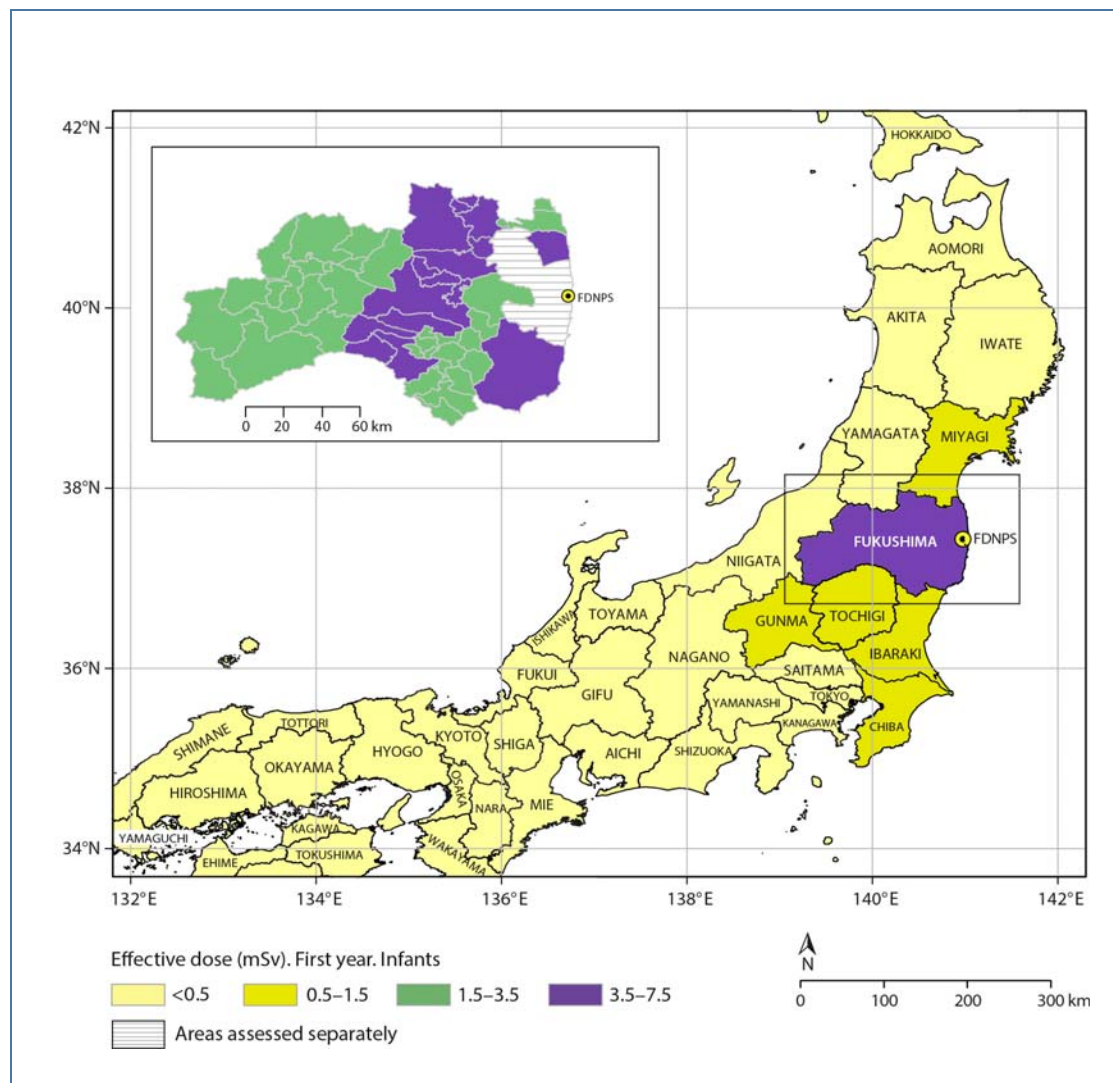 42°N
HOKKAIDO
AOMORI
FDNPS
40°N
AKITA
IWATE
0 20 40 60 km
YAMAGATA
MIYAGI
38°N
FUKUSHIMA
FDNPS
NIIGATA
TOYAMA
ISHIKAWA
GUNMA
TOCHIGI
NAGANO
IBARAKI
36°N
FUKUI
GIFU
SAITAMA
TOKYO
YAMANASHI
KANAGAWA
CHIBA
SHIMANE
TOTTORI
HYOGO
KYOTO
SHIGA
AICHI
SHIZUOKA
OKAYAMA
HIROSHIMA
OSAKA
NARA
MIE
YAMAGUCHI
KAGAWA
34°N
EHIME
TOKUSHIMA
WAKAYAMA
132°E 134°E 136°E 138°E 140°E 142°E
Effective dose (mSv). First year. Infants
<0.5 0.5–1.5 1.5–3.5 3.5–7.5
Areas assessed separately
N
0 100 200 300 km